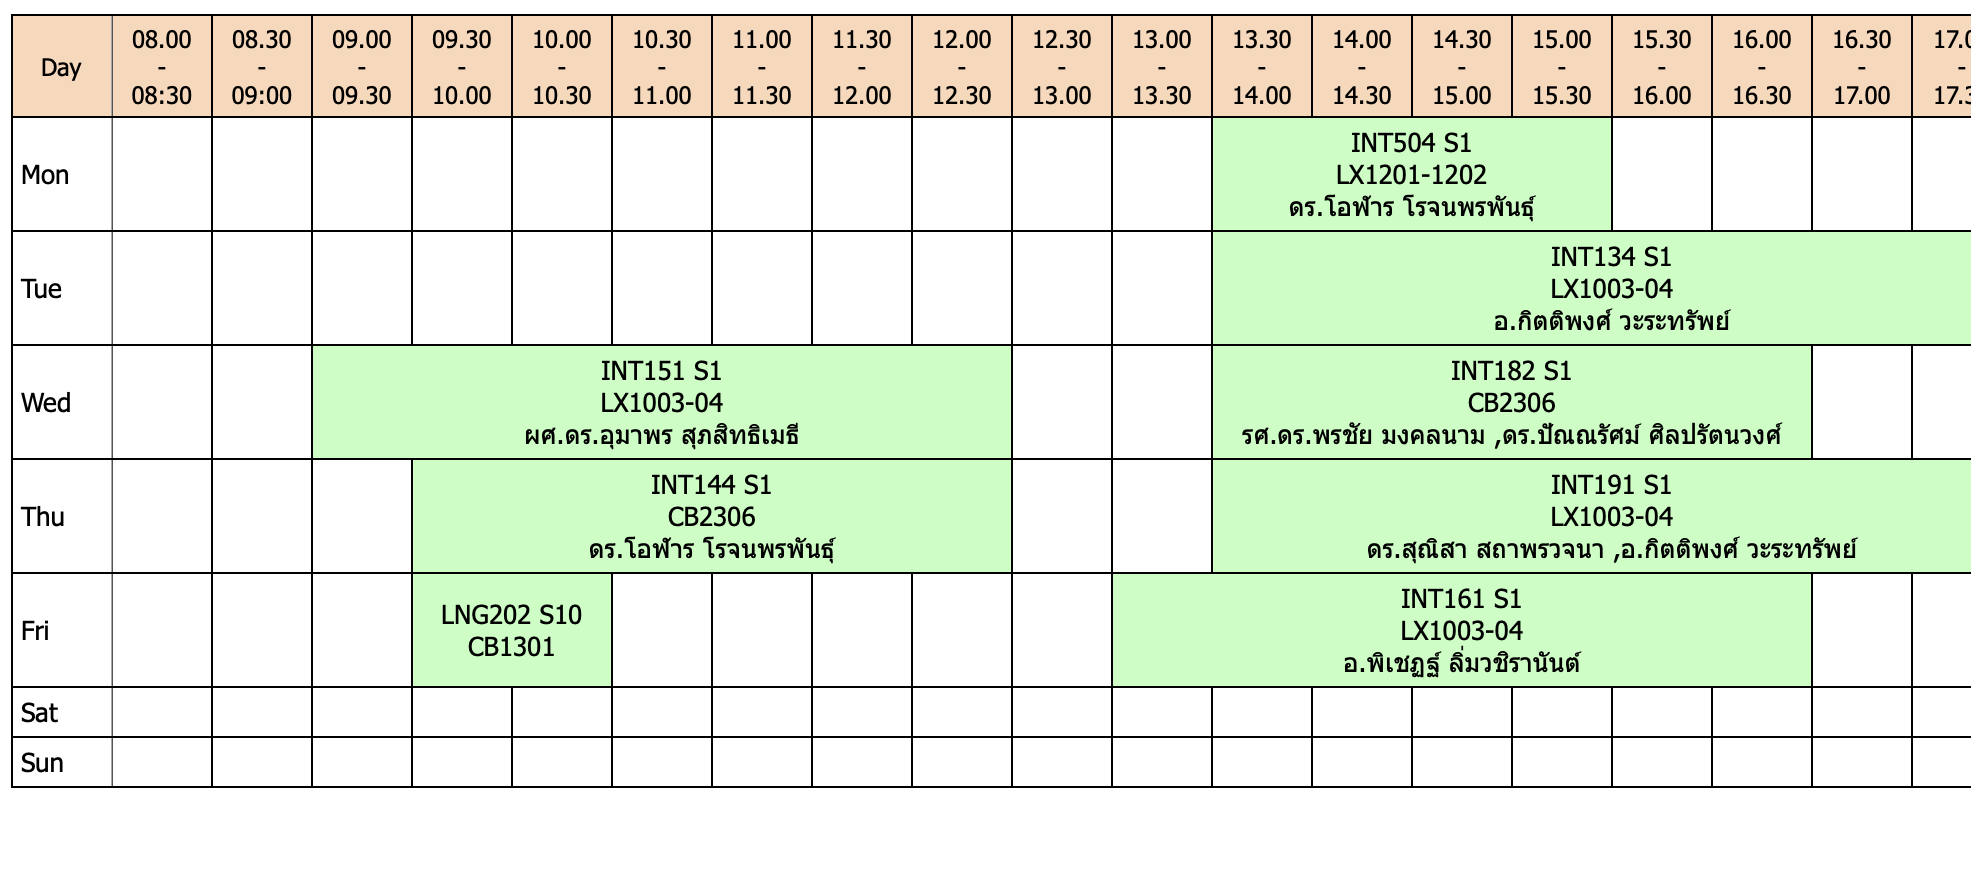 Day 08.00 - 08:30 08.30 - 09:00 09.00 - 09.30 09.30 - 10.00 10.00 - 10.30 10.30 - 11.00 11.00 - 11.30 11.30 - 12.00 12.00 - 12.30 12.30 - 13.00 13.00 - 13.30 13.30 - 14.00 14.00 - 14.30 14.30 - 15.00 15.00 - 15.30 15.30 - 16.00 16.00 - 16.30 16.30 - 17.00
Mon
INT504 S1
LX1201-1202
ดร.โอฬาร โรจนพรพันธุ์
Tue
INT134 S1
LX1003-04
อ.กิตติพงศ์ วะระทรัพย์
Wed
INT151 S1
LX1003-04
ผศ.ดร.อุมาพร สุภสิทธิเมธี
INT182 S1
CB2306
รศ.ดร.พรชัย มงคลนาม ,ดร.ปัณณรัศม์ ศิลปรัตนวงศ์
Thu
INT144 S1
CB2306
ดร.โอฬาร โรจนพรพันธุ์
INT191 S1
LX1003-04
ดร.สุณิสา สถาพรวจนา ,อ.กิตติพงศ์ วะระทรัพย์
Fri
LNG202 S10
CB1301
INT161 S1
LX1003-04
อ.พิเชฏฐ์ ลิ่มวชิรานันต์
Sat
Sun